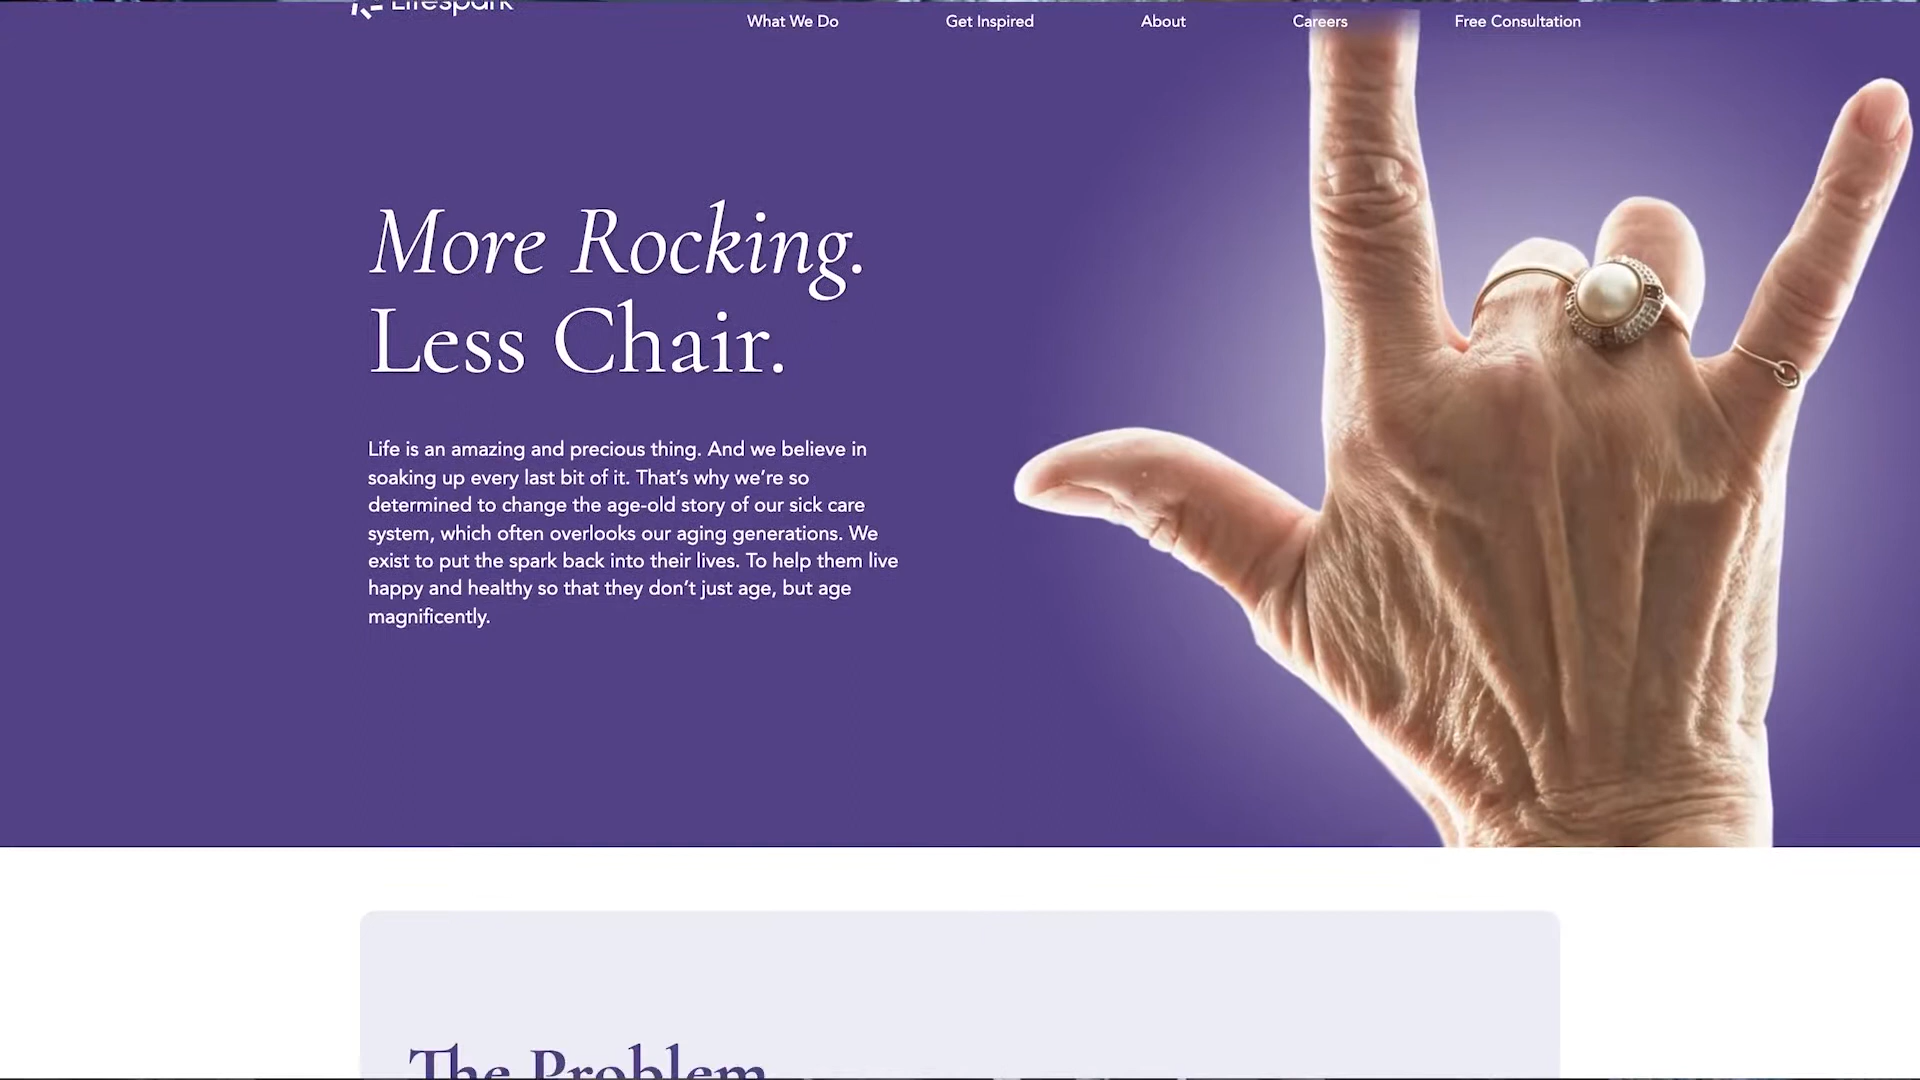 Lifespark
What We Do
Get Inspired
About
Careers
Free Consultation
More Rocking.
Less Chair.
Life is an amazing and precious thing. And we believe in
soaking up every last bit of it. That’s why we’re so
determined to change the age-old story of our sick care
system, which often overlooks our aging generations. We
exist to put the spark back into their lives. To help them live
happy and healthy so that they don’t just age, but age
magnificently.
The Problem